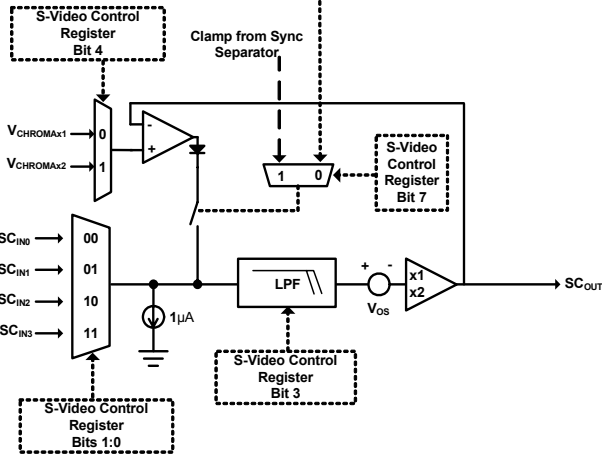 S-Video Control
Register
Bit 4
Clamp from Sync
Separator
V_CHROMAx1
0
V_CHROMAx2
1
-
+
1 0
S-Video
Control
Register
Bit 7
SC_IN0
00
SC_IN1
01
SC_IN2
10
SC_IN3
11
1µA
LPF
+ -
V_OS
x1
x2
SC_OUT
S-Video Control
Register
Bit 3
S-Video Control
Register
Bits 1:0